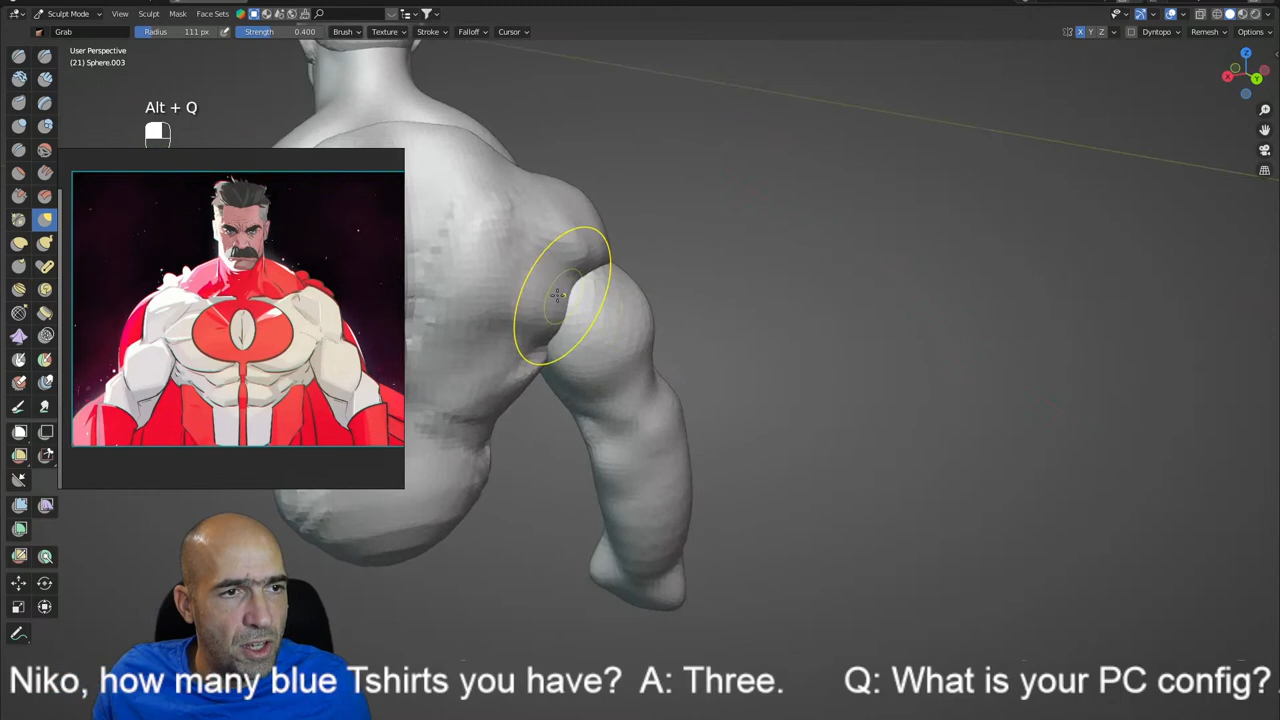 Sculpt Mode View Sculpt Mask Face Sets
Grab Radius 111 px Strength 0.400 Brush Texture Stroke Falloff Cursor X Y Z Dyntopo Remesh Options
User Perspective
(21) Sphere.003
Z
X
Y
Alt + Q
Niko, how many blue Tshirts you have? A: Three. Q: What is your PC config?